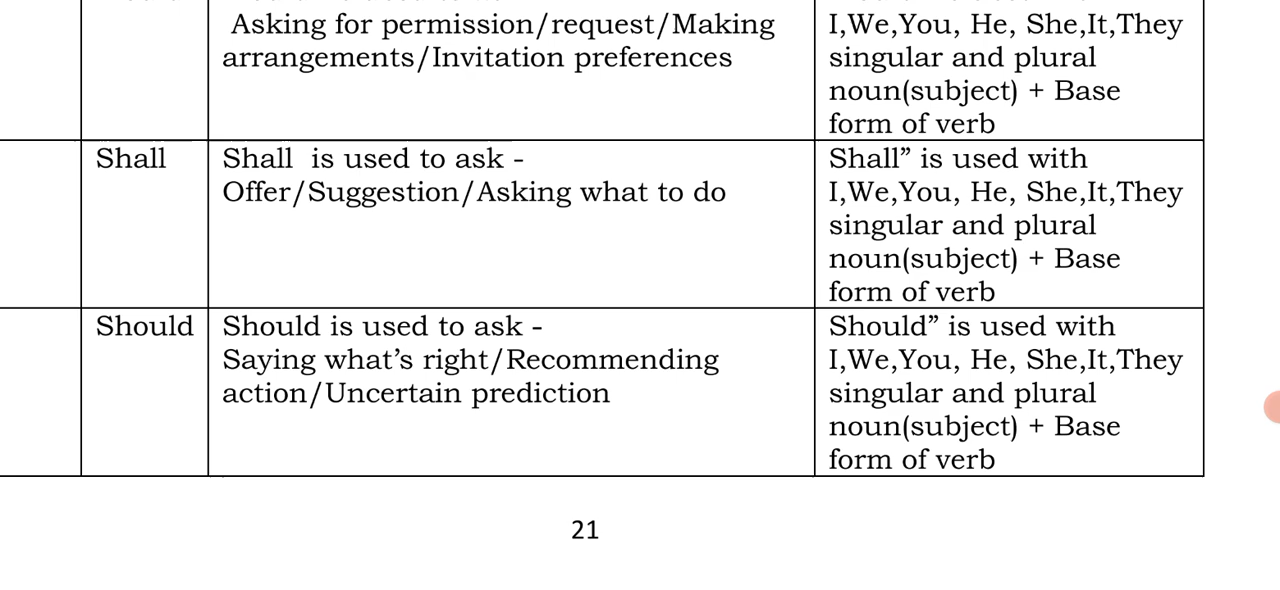 Asking for permission/request/Making
arrangements/Invitation preferences
I,We,You, He, She,It,They
singular and plural
noun(subject) + Base
form of verb
Shall
Shall  is used to ask -
Offer/Suggestion/Asking what to do
Shall” is used with
I,We,You, He, She,It,They
singular and plural
noun(subject) + Base
form of verb
Should
Should is used to ask -
Saying what’s right/Recommending
action/Uncertain prediction
Should” is used with
I,We,You, He, She,It,They
singular and plural
noun(subject) + Base
form of verb
21